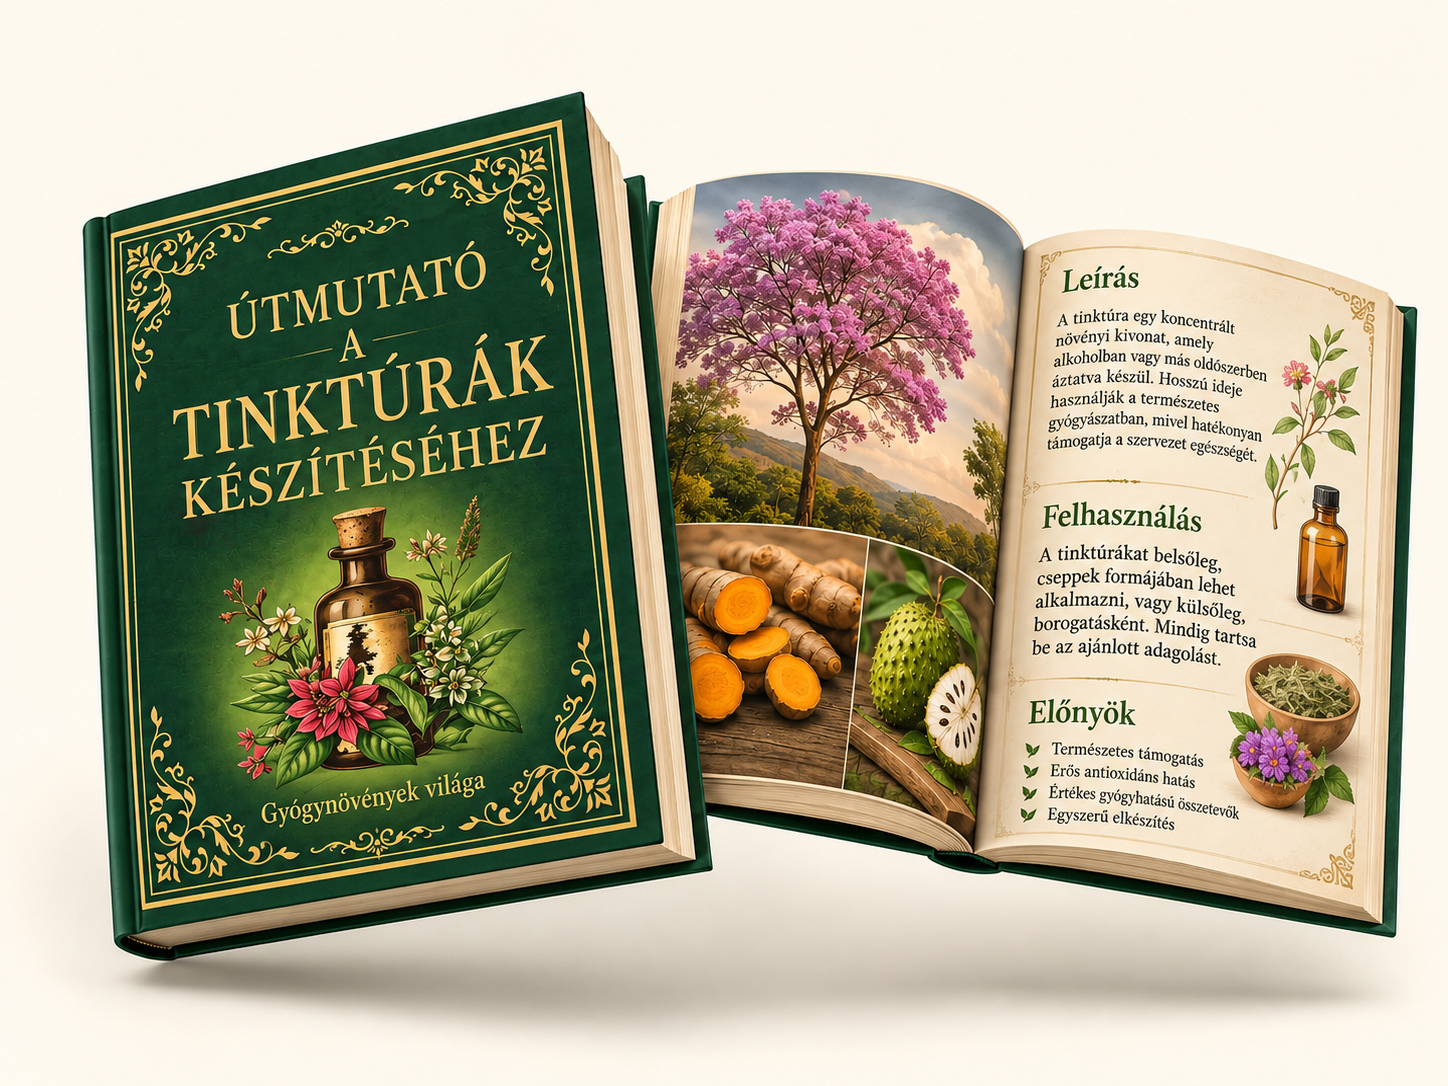 ÚTMUTATÓ
A
TINKTÚRÁK
KÉSZÍTÉSÉHEZ
Gyógynövények világa
Leírás
A tinktúra egy koncentrált
növényi kivonat, amely
alkoholban vagy más oldószerben
áztatva készül. Hosszú ideje
használják a természetes
gyógyászatban, mivel hatékonyan
támogatja a szervezet egészségét.
Felhasználás
A tinktúrákat belsőleg,
cseppek formájában lehet
alkalmazni, vagy külsőleg,
borogatásként. Mindig tartsa
be az ajánlott adagolást.
Előnyök
Természetes támogatás
Erős antioxidáns hatás
Értékes gyógyhatású összetevők
Egyszerű elkészítés